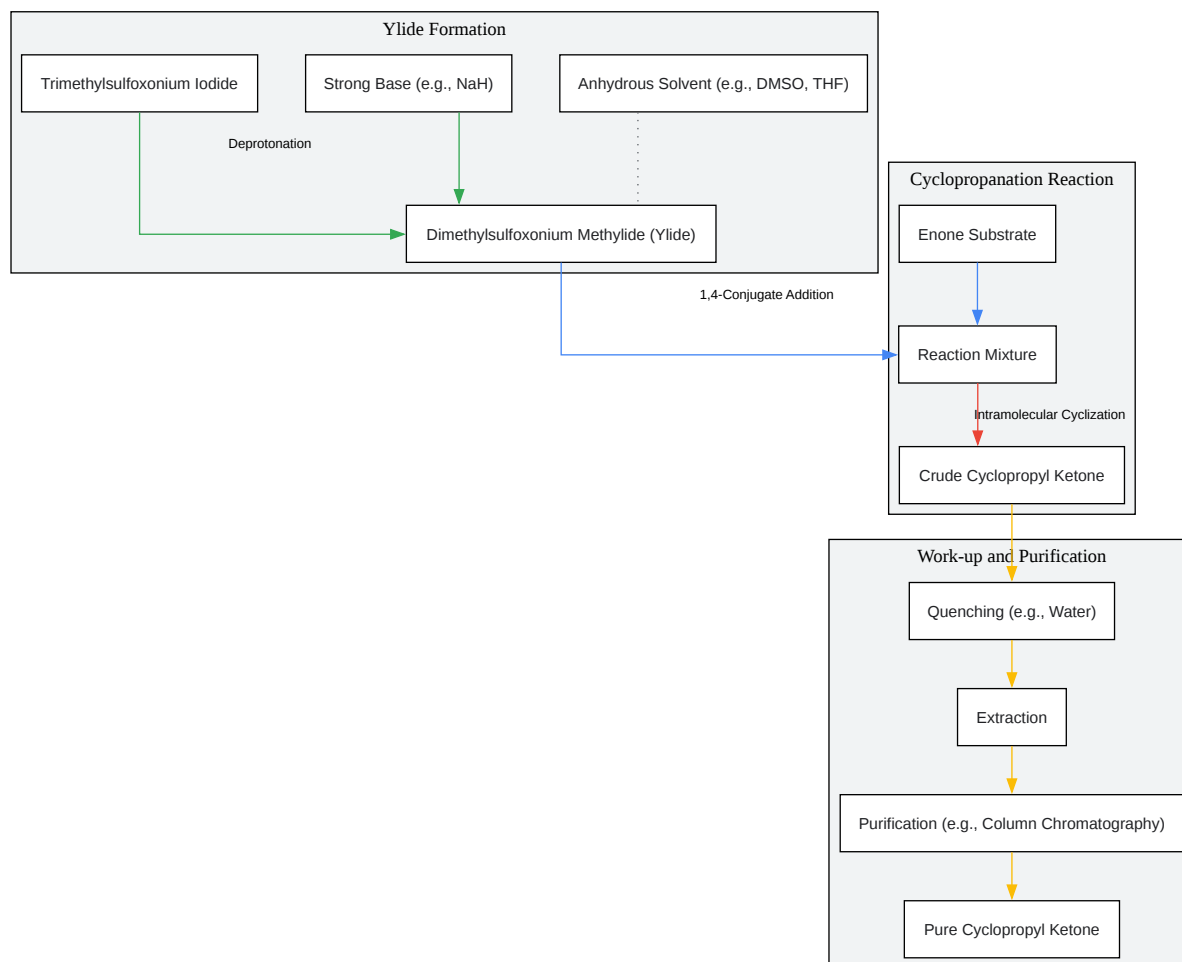 Ylide Formation
Trimethylsulfoxonium Iodide
Strong Base (e.g., NaH)
Anhydrous Solvent (e.g., DMSO, THF)
Deprotonation
Dimethylsulfoxonium Methylide (Ylide)
Cyclopropanation Reaction
Enone Substrate
1,4-Conjugate Addition
Reaction Mixture
Intramolecular Cyclization
Crude Cyclopropyl Ketone
Work-up and Purification
Quenching (e.g., Water)
Extraction
Purification (e.g., Column Chromatography)
Pure Cyclopropyl Ketone